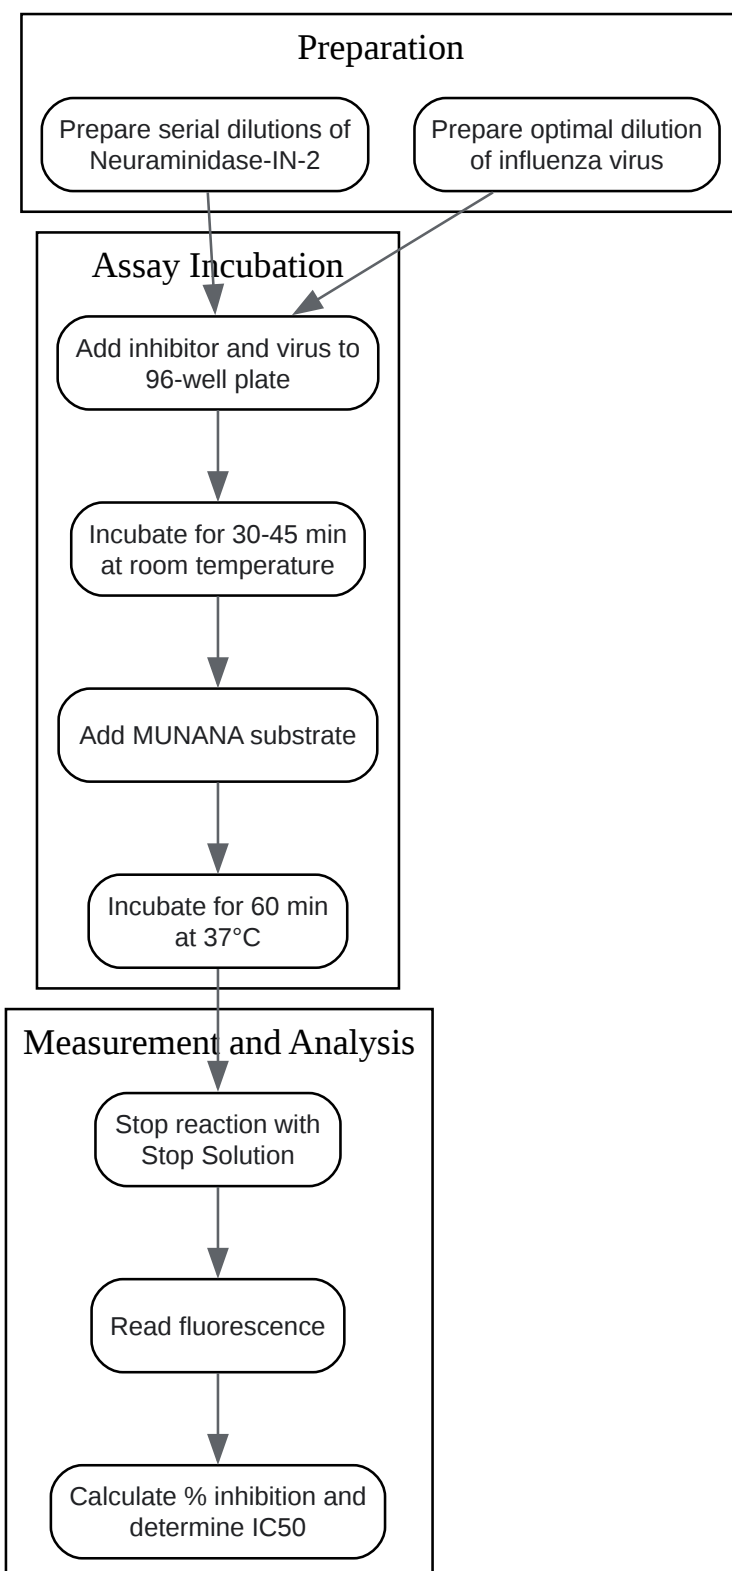 Preparation
Prepare serial dilutions of
Neuraminidase-IN-2
Prepare optimal dilution
of influenza virus
Assay Incubation
Add inhibitor and virus to
96-well plate
Incubate for 30-45 min
at room temperature
Add MUNANA substrate
Incubate for 60 min
at 37°C
Measurement and Analysis
Stop reaction with
Stop Solution
Read fluorescence
Calculate % inhibition and
determine IC50